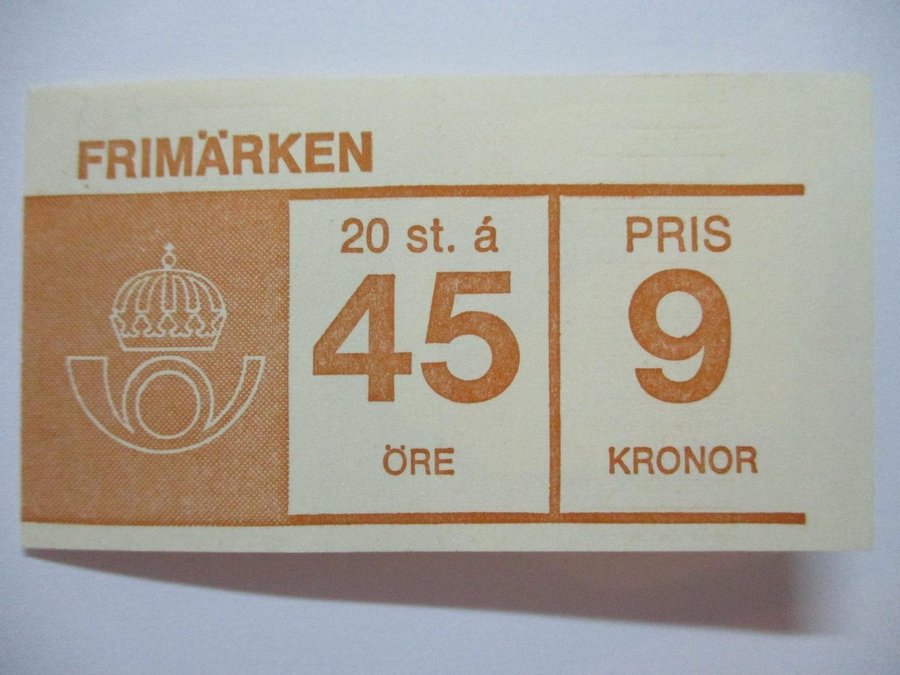 FRIMÄRKEN
20 st. á
45
ÖRE
PRIS
9
KRONOR